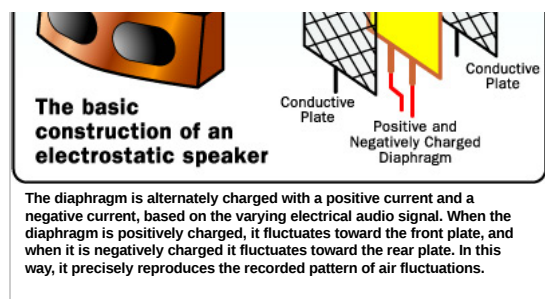 Conductive
Plate
Conductive
Plate
Positive and
Negatively Charged
Diaphragm
The basic
construction of an
electrostatic speaker
The diaphragm is alternately charged with a positive current and a
negative current, based on the varying electrical audio signal. When the
diaphragm is positively charged, it fluctuates toward the front plate, and
when it is negatively charged it fluctuates toward the rear plate. In this
way, it precisely reproduces the recorded pattern of air fluctuations.